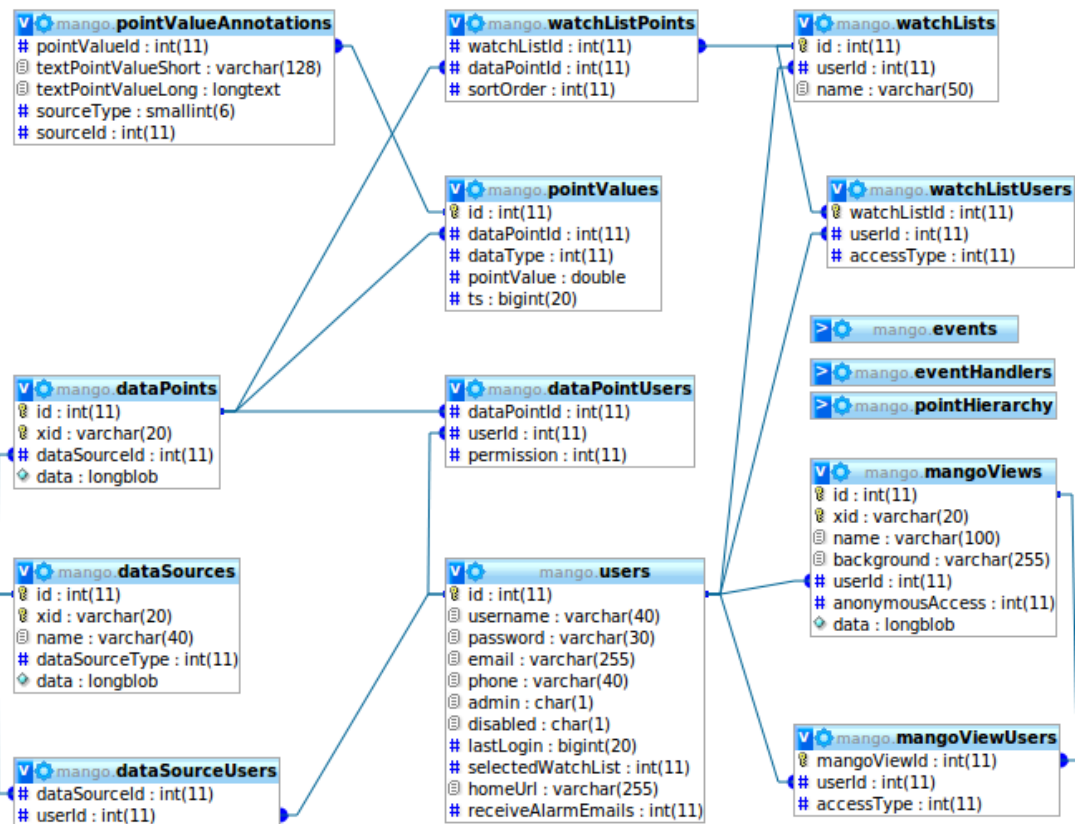 mango.pointValueAnnotations
pointValueId : int(11)
textPointValueShort : varchar(128)
textPointValueLong : longtext
sourceType : smallint(6)
sourceId : int(11)
mango.watchListPoints
watchListId : int(11)
dataPointId : int(11)
sortOrder : int(11)
mango.watchLists
id : int(11)
userId : int(11)
name : varchar(50)
mango.pointValues
id : int(11)
dataPointId : int(11)
dataType : int(11)
pointValue : double
ts : bigint(20)
mango.watchListUsers
watchListId : int(11)
userId : int(11)
accessType : int(11)
mango.events
mango.eventHandlers
mango.pointHierarchy
mango.dataPoints
id : int(11)
xid : varchar(20)
dataSourceId : int(11)
data : longblob
mango.dataPointUsers
dataPointId : int(11)
userId : int(11)
permission : int(11)
mango.mangoViews
id : int(11)
xid : varchar(20)
name : varchar(100)
background : varchar(255)
userId : int(11)
anonymousAccess : int(11)
data : longblob
mango.dataSources
id : int(11)
xid : varchar(20)
name : varchar(40)
dataSourceType : int(11)
data : longblob
mango.users
id : int(11)
username : varchar(40)
password : varchar(30)
email : varchar(255)
phone : varchar(40)
admin : char(1)
disabled : char(1)
lastLogin : bigint(20)
selectedWatchList : int(11)
homeUrl : varchar(255)
receiveAlarmEmails : int(11)
mango.mangoViewUsers
mangoViewId : int(11)
userId : int(11)
accessType : int(11)
mango.dataSourceUsers
dataSourceId : int(11)
userId : int(11)